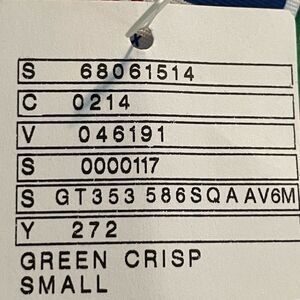 S 68061514
C 0214
V 046191
S 0000117
S GT353 586SQAAV6M
Y 272
GREEN CRISP
SMALL